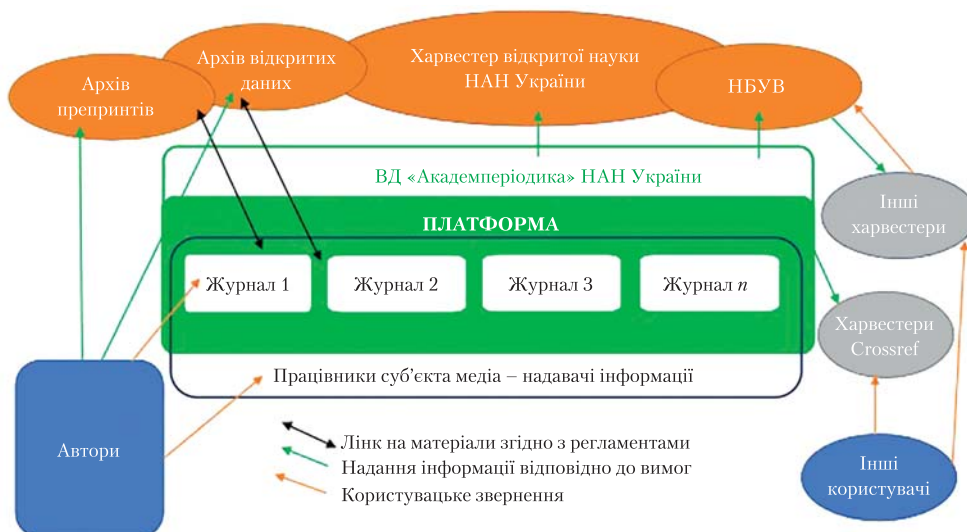 Архів
препринтів
Архів відкритих
даних
Харвестер відкритої науки
НАН України
НБУВ
ВД «Академперіодика» НАН України
ПЛАТФОРМА
Журнал 1
Журнал 2
Журнал 3
Журнал n
Інші
харвестери
Харвестери
Crossref
Працівники суб’єкта медіа – надавачі інформації
Автори
Лінк на матеріали згідно з регламентами
Надання інформації відповідно до вимог
Користувацьке звернення
Інші
користувачі